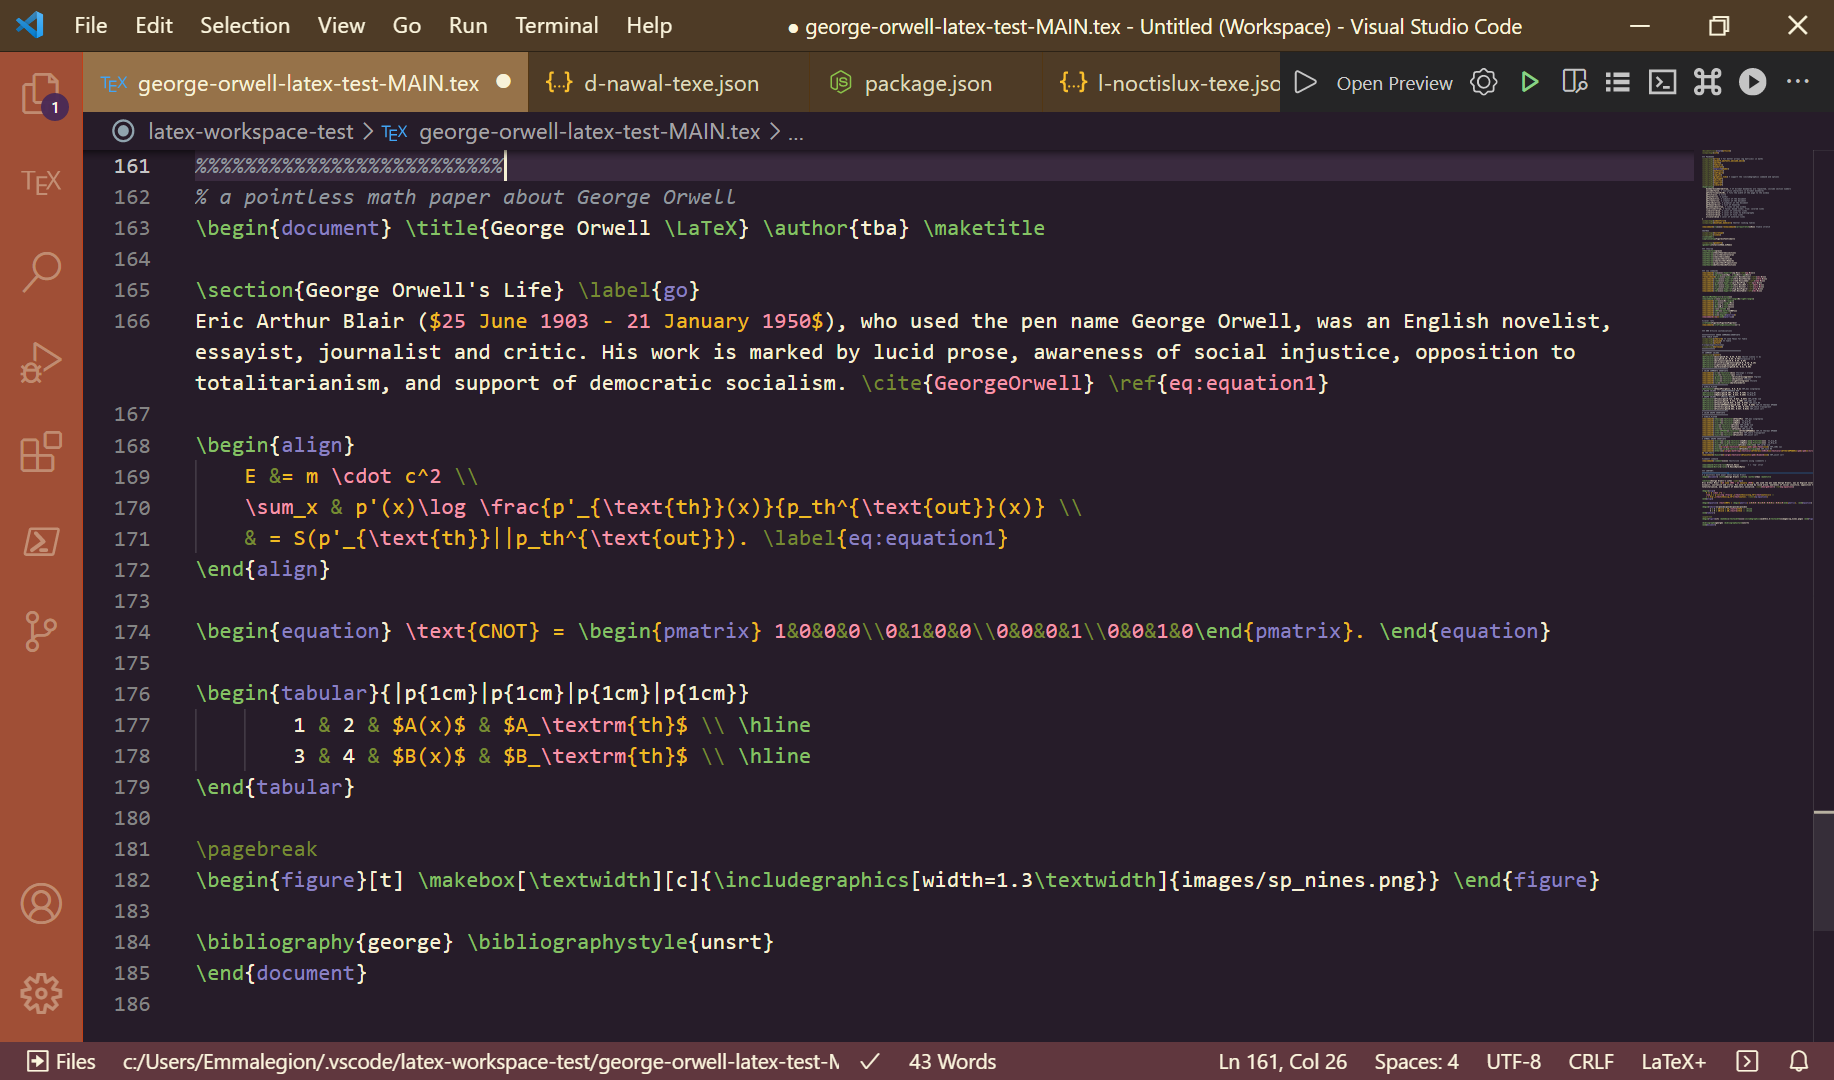 File Edit Selection View Go Run Terminal Help ● george-orwell-latex-test-MAIN.tex - Untitled (Workspace) - Visual Studio Code
TEX george-orwell-latex-test-MAIN.tex ● {..} d-nawal-texe.json package.json {..} l-noctislux-texe.jso Open Preview ...
1
latex-workspace-test > TEX george-orwell-latex-test-MAIN.tex > ...
TEX
161 %%%%%%%%%%%%%%%%%%%%%%%%%
162 % a pointless math paper about George Orwell
163 \begin{document} \title{George Orwell \LaTeX} \author{tba} \maketitle
164
165 \section{George Orwell's Life} \label{go}
166 Eric Arthur Blair ($25 June 1903 - 21 January 1950$), who used the pen name George Orwell, was an English novelist,
essayist, journalist and critic. His work is marked by lucid prose, awareness of social injustice, opposition to
totalitarianism, and support of democratic socialism. \cite{GeorgeOrwell} \ref{eq:equation1}
167
168 \begin{align}
169     E &= m \cdot c^2 \\
170     \sum_x & p'(x)\log \frac{p'_{\text{th}}(x)}{p_th^{\text{out}}(x)} \\
171     & = S(p'_{\text{th}}||p_th^{\text{out}}). \label{eq:equation1}
172 \end{align}
173
174 \begin{equation} \text{CNOT} = \begin{pmatrix} 1&0&0&0\\0&1&0&0\\0&0&0&1\\0&0&1&0\end{pmatrix}. \end{equation}
175
176 \begin{tabular}{|p{1cm}|p{1cm}|p{1cm}|p{1cm}}
177         1 & 2 & $A(x)$ & $A_\textrm{th}$ \\ \hline
178         3 & 4 & $B(x)$ & $B_\textrm{th}$ \\ \hline
179 \end{tabular}
180
181 \pagebreak
182 \begin{figure}[t] \makebox[\textwidth][c]{\includegraphics[width=1.3\textwidth]{images/sp_nines.png}} \end{figure}
183
184 \bibliography{george} \bibliographystyle{unsrt}
185 \end{document}
186
Files c:/Users/Emmalegion/.vscode/latex-workspace-test/george-orwell-latex-test-M ✓ 43 Words Ln 161, Col 26 Spaces: 4 UTF-8 CRLF LaTeX+